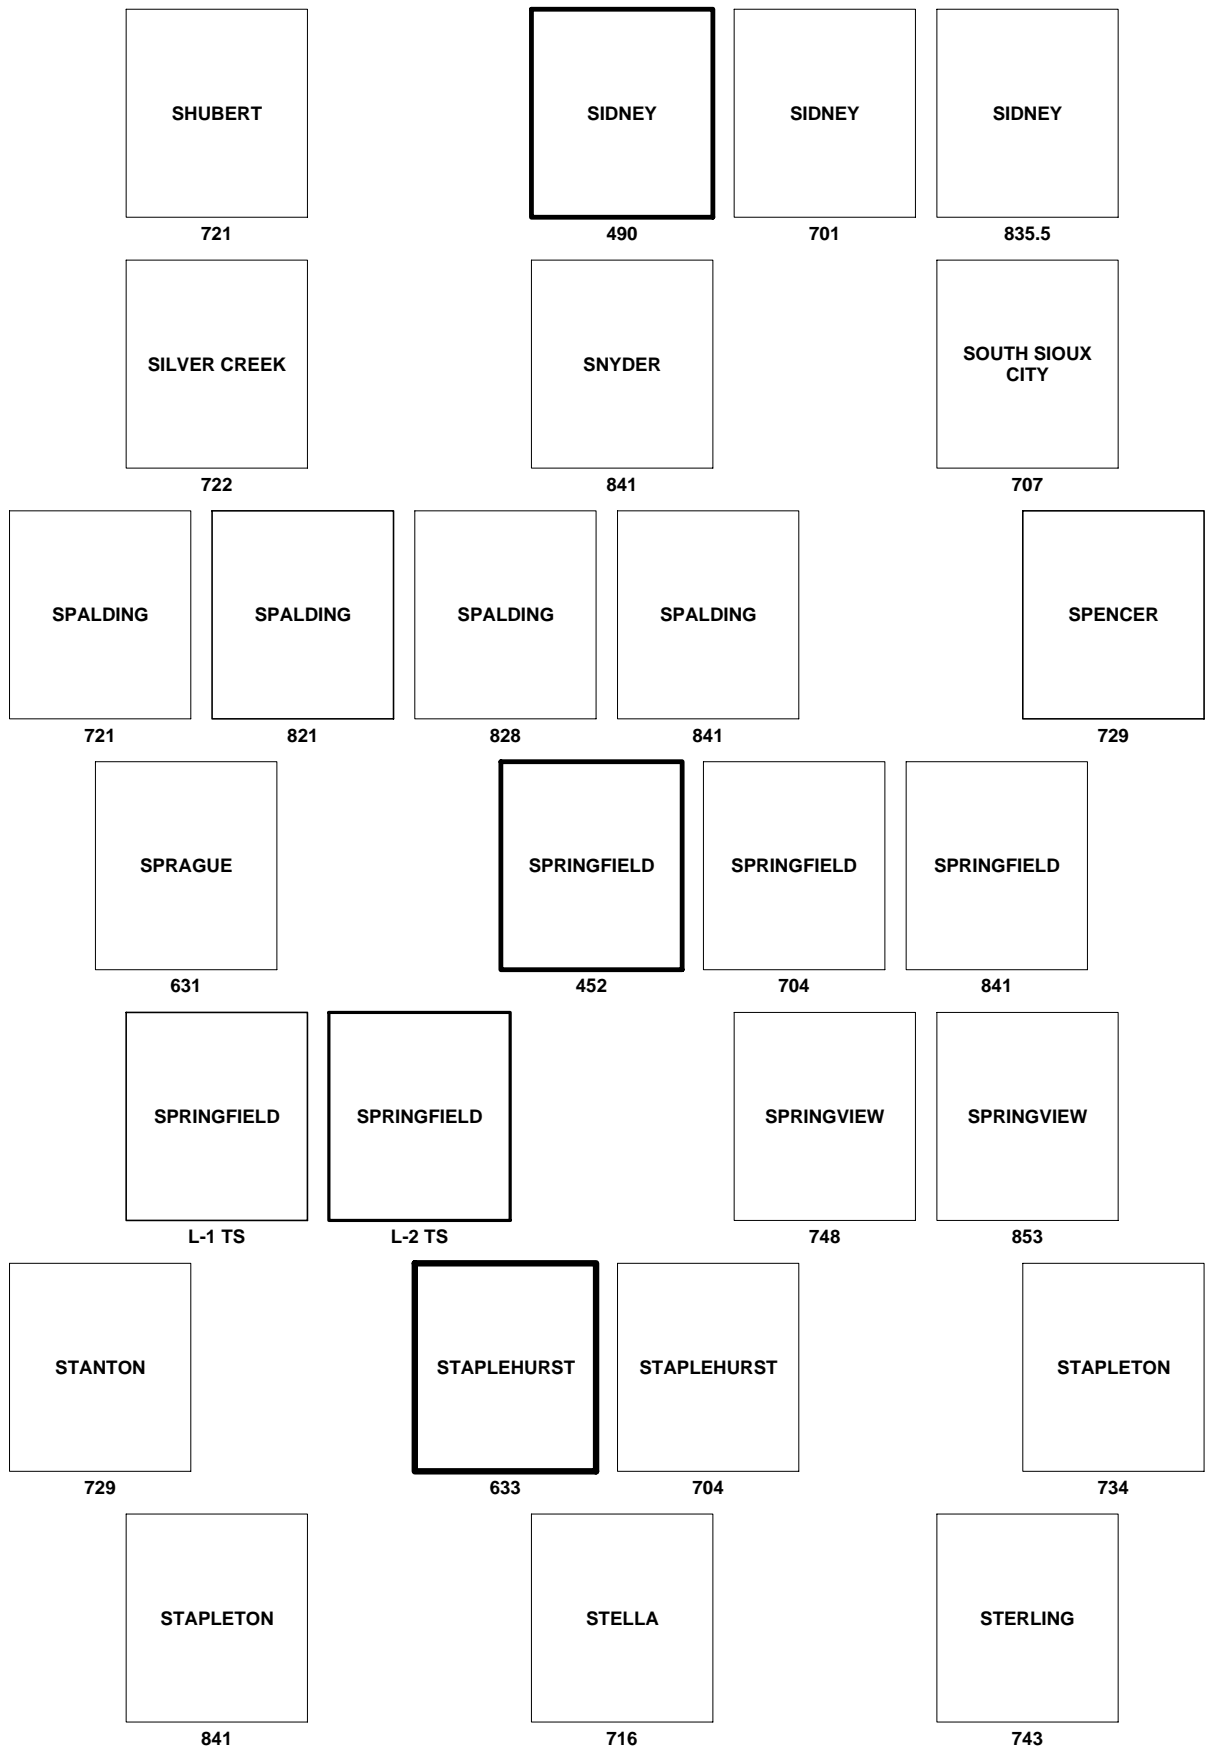 SHUBERT
721
SIDNEY
490
SIDNEY
701
SIDNEY
835.5
SILVER CREEK
722
SNYDER
841
SOUTH SIOUX
CITY
707
SPALDING
721
SPALDING
821
SPALDING
828
SPALDING
841
SPENCER
729
SPRAGUE
631
SPRINGFIELD
452
SPRINGFIELD
704
SPRINGFIELD
841
SPRINGFIELD
L-1 TS
SPRINGFIELD
L-2 TS
SPRINGVIEW
748
SPRINGVIEW
853
STANTON
729
STAPLEHURST
633
STAPLEHURST
704
STAPLETON
734
STAPLETON
841
STELLA
716
STERLING
743